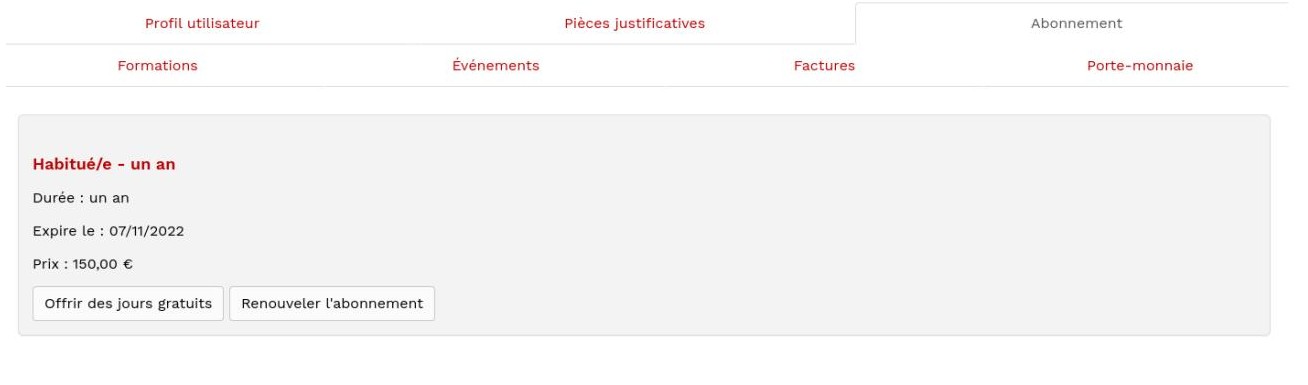 Profil utilisateur
Pièces justificatives
Abonnement
Formations
Événements
Factures
Porte-monnaie
Habitué/e - un an
Durée : un an
Expire le : 07/11/2022
Prix : 150,00 €
Offrir des jours gratuits
Renouveler l'abonnement